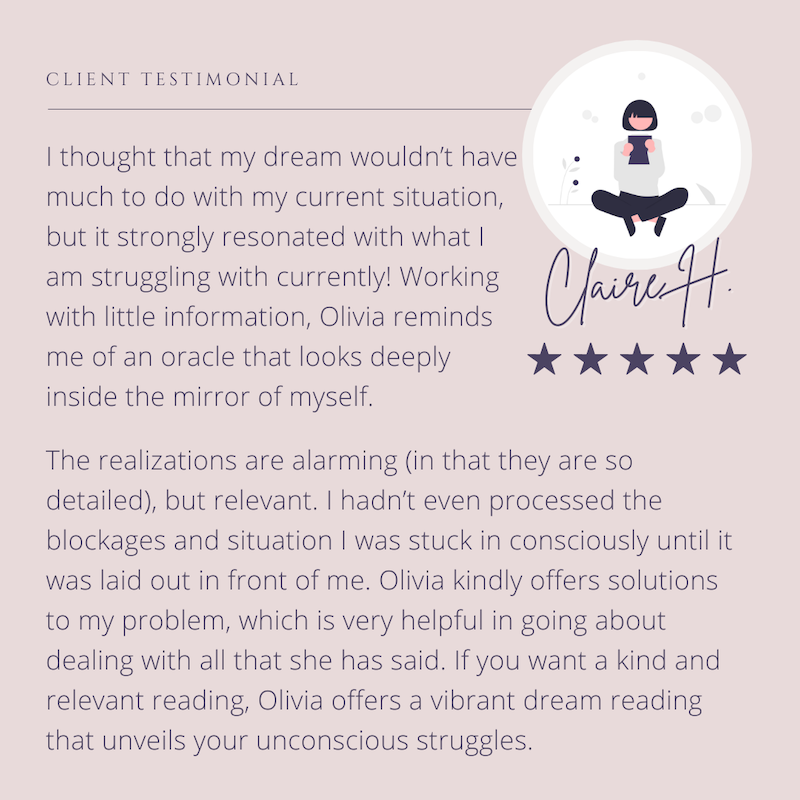 CLIENT TESTIMONIAL
I thought that my dream wouldn't have
much to do with my current situation,
but it strongly resonated with what I
am struggling with currently! Working
with little information, Olivia reminds
me of an oracle that looks deeply
inside the mirror of myself.
Claire H.
The realizations are alarming (in that they are so
detailed), but relevant. I hadn't even processed the
blockages and situation I was stuck in consciously until it
was laid out in front of me. Olivia kindly offers solutions
to my problem, which is very helpful in going about
dealing with all that she has said. If you want a kind and
relevant reading, Olivia offers a vibrant dream reading
that unveils your unconscious struggles.